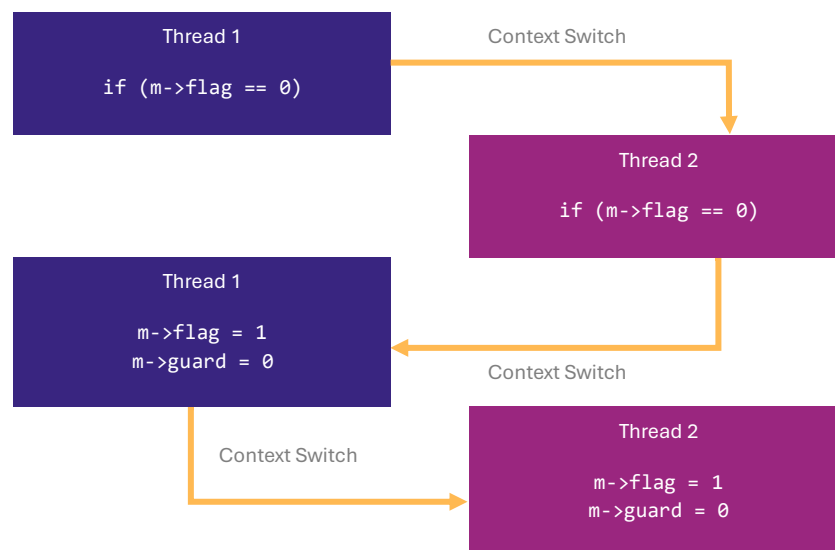 Thread 1
if (m->flag == 0)
Context Switch
Thread 2
if (m->flag == 0)
Context Switch
Thread 1
m->flag = 1
m->guard = 0
Context Switch
Thread 2
m->flag = 1
m->guard = 0